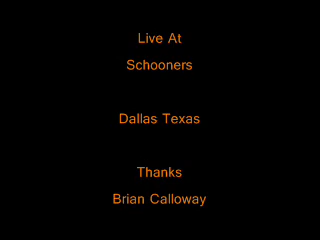 Live At
Schooners
Dallas Texas
Thanks
Brian Calloway